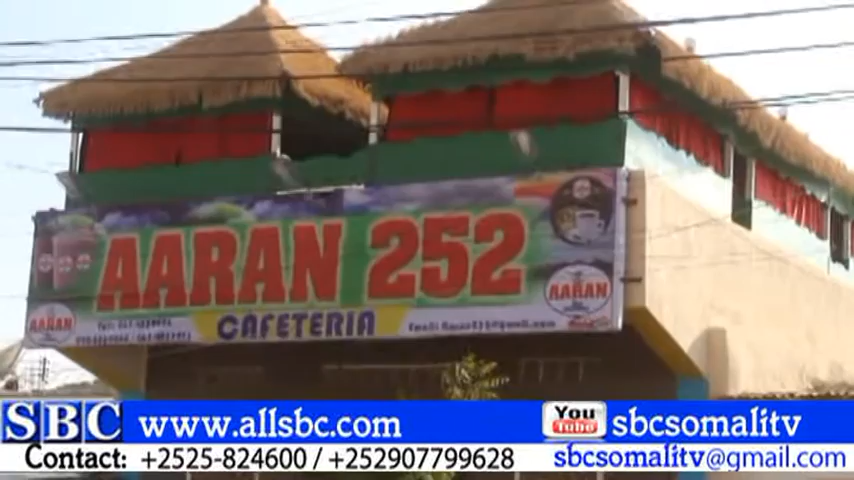 AARAN 252
AARAN
AARAN
CAFETERIA
SBC
www.allsbc.com
You Tube
sbcsomalitv
Contact:
+2525-824600 / +252907799628
sbcsomalitv@gmail.com